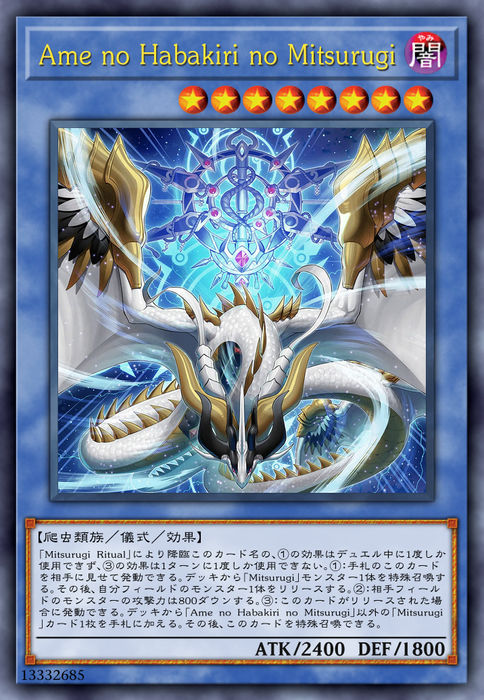 Ame no Habakiri no Mitsurugi
やみ
闇
【爬虫類族／儀式／効果】
「Mitsurugi Ritual」により降臨このカード名の、①の効果はデュエル中に1度しか
使用できず、③の効果は1ターンに1度しか使用できない。①：手札のこのカード
を相手に見せて発動できる。デッキから「Mitsurugi」モンスター1体を特殊召喚す
る。その後、自分フィールドのモンスター1体をリリースする。②：相手フィール
ドのモンスターの攻撃力は800ダウンする。③：このカードがリリースされた場
合に発動できる。デッキから「Ame no Habakiri no Mitsurugi」以外の「Mitsurugi
」カード1枚を手札に加える。その後、このカードを特殊召喚できる。
ATK/2400 DEF/1800
13332685